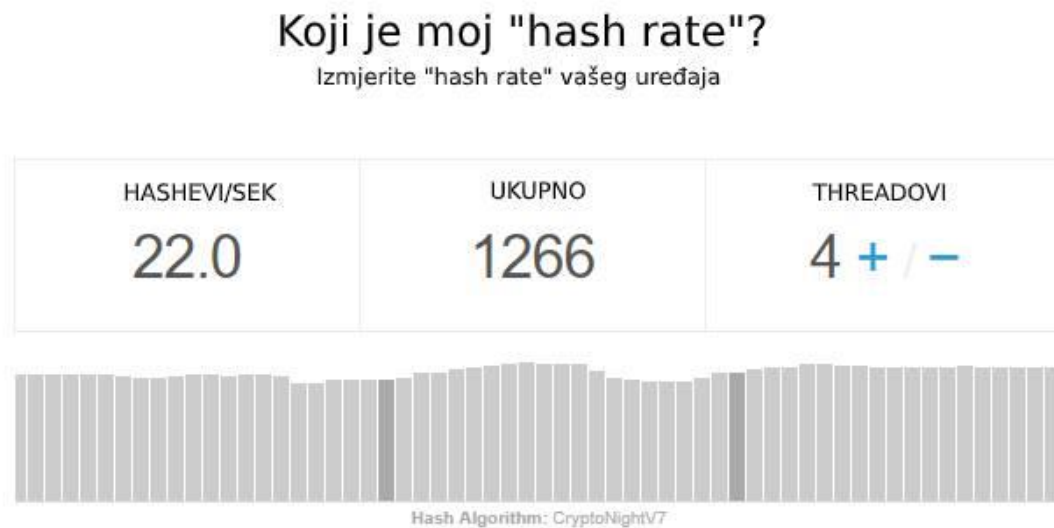 Koji je moj "hash rate"?
Izmjerite "hash rate" vašeg uređaja
HASHEVI/SEK
22.0
UKUPNO
1266
THREADOVI
4 + / −
Hash Algorithm: CryptoNightV7